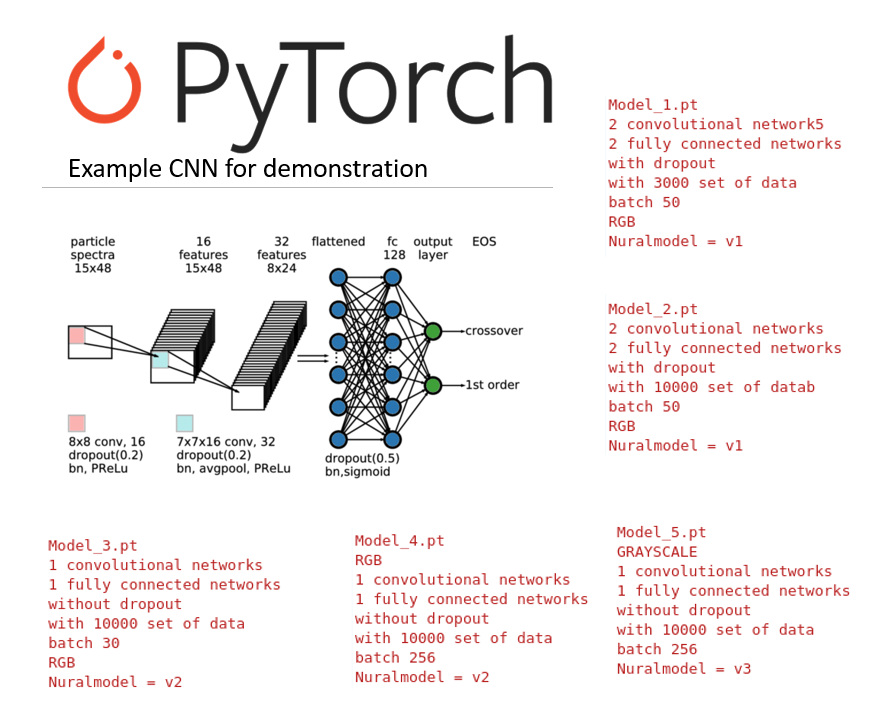 PyTorch
Example CNN for demonstration
particle
spectra
15x48
16
features
15x48
32
features
8x24
flattened
fc
128
output
layer
EOS
crossover
1st order
8x8 conv, 16
dropout(0.2)
bn, PReLu
7x7x16 conv, 32
dropout(0.2)
bn, avgpool, PReLu
dropout(0.5)
bn,sigmoid
Model_1.pt
2 convolutional network5
2 fully connected networks
with dropout
with 3000 set of data
batch 50
RGB
Nuralmodel = v1
Model_2.pt
2 convolutional networks
2 fully connected networks
with dropout
with 10000 set of datab
batch 50
RGB
Nuralmodel = v1
Model_3.pt
1 convolutional networks
1 fully connected networks
without dropout
with 10000 set of data
batch 30
RGB
Nuralmodel = v2
Model_4.pt
RGB
1 convolutional networks
1 fully connected networks
without dropout
with 10000 set of data
batch 256
Nuralmodel = v2
Model_5.pt
GRAYSCALE
1 convolutional networks
1 fully connected networks
without dropout
with 10000 set of data
batch 256
Nuralmodel = v3